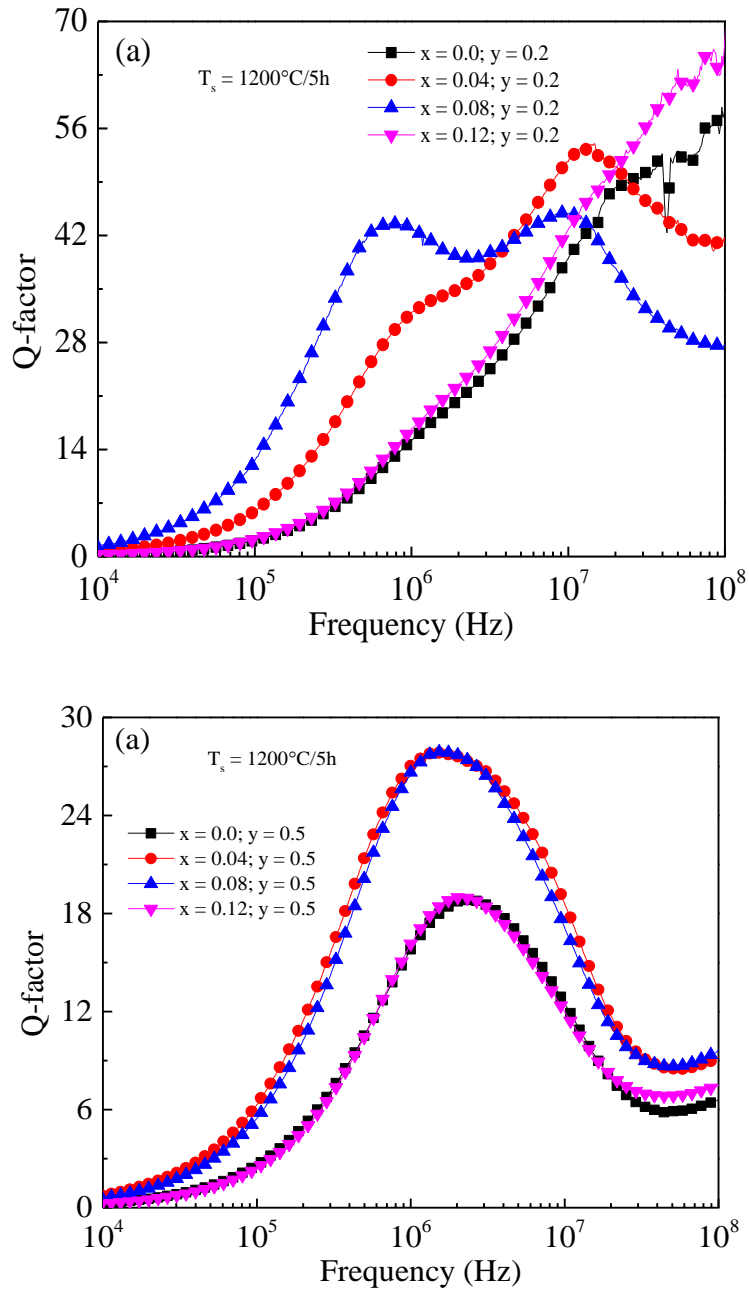 70
(a)
T_s = 1200°C/5h
x = 0.0; y = 0.2
x = 0.04; y = 0.2
x = 0.08; y = 0.2
x = 0.12; y = 0.2
56
42
28
14
0
Q-factor
10^4 10^5 10^6 10^7 10^8
Frequency (Hz)
30
(a)
T_s = 1200°C/5h
x = 0.0; y = 0.5
x = 0.04; y = 0.5
x = 0.08; y = 0.5
x = 0.12; y = 0.5
24
18
12
6
0
Q-factor
10^4 10^5 10^6 10^7 10^8
Frequency (Hz)